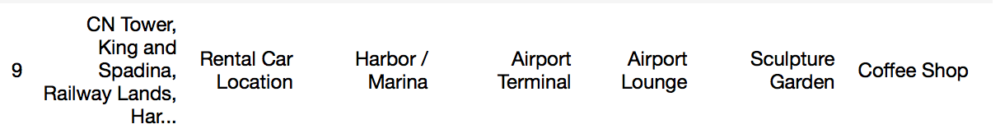 9
CN Tower,
King and
Spadina,
Railway Lands,
Har...
Rental Car
Location
Harbor /
Marina
Airport
Terminal
Airport
Lounge
Sculpture
Garden
Coffee Shop